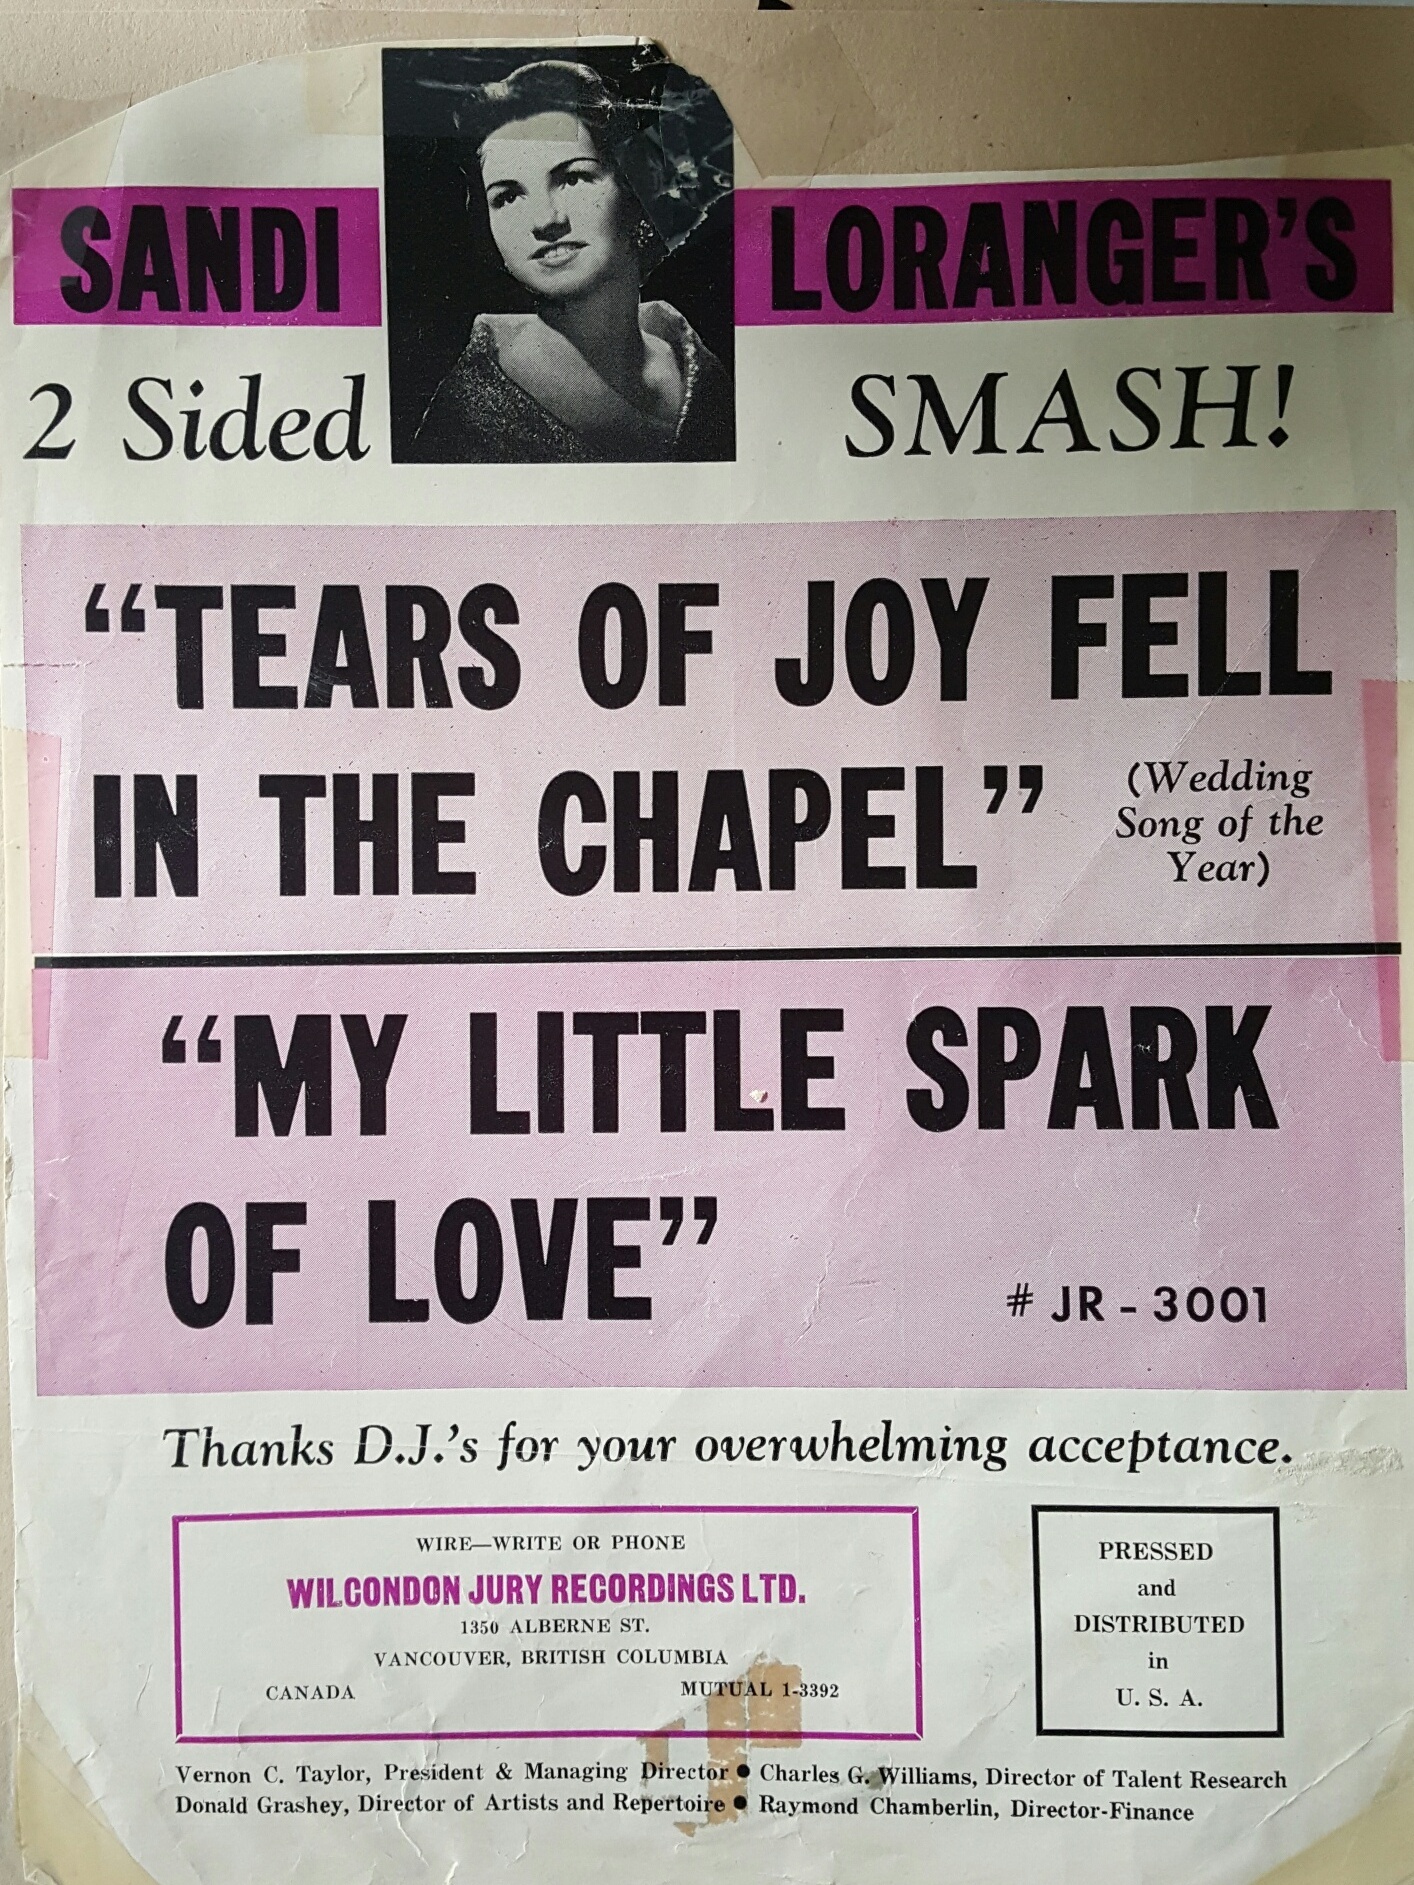 SANDI LORANGER'S
2 Sided SMASH!
“TEARS OF JOY FELL
IN THE CHAPEL”
(Wedding
Song of the
Year)
“MY LITTLE SPARK
OF LOVE”
# JR - 3001
Thanks D.J.'s for your overwhelming acceptance.
WIRE—WRITE OR PHONE
WILCONDON JURY RECORDINGS LTD.
1350 ALBERNE ST.
VANCOUVER, BRITISH COLUMBIA
CANADA MUTUAL 1-3392
PRESSED
and
DISTRIBUTED
in
U. S. A.
Vernon C. Taylor, President & Managing Director ● Charles G. Williams, Director of Talent Research
Donald Grashey, Director of Artists and Repertoire ● Raymond Chamberlin, Director-Finance